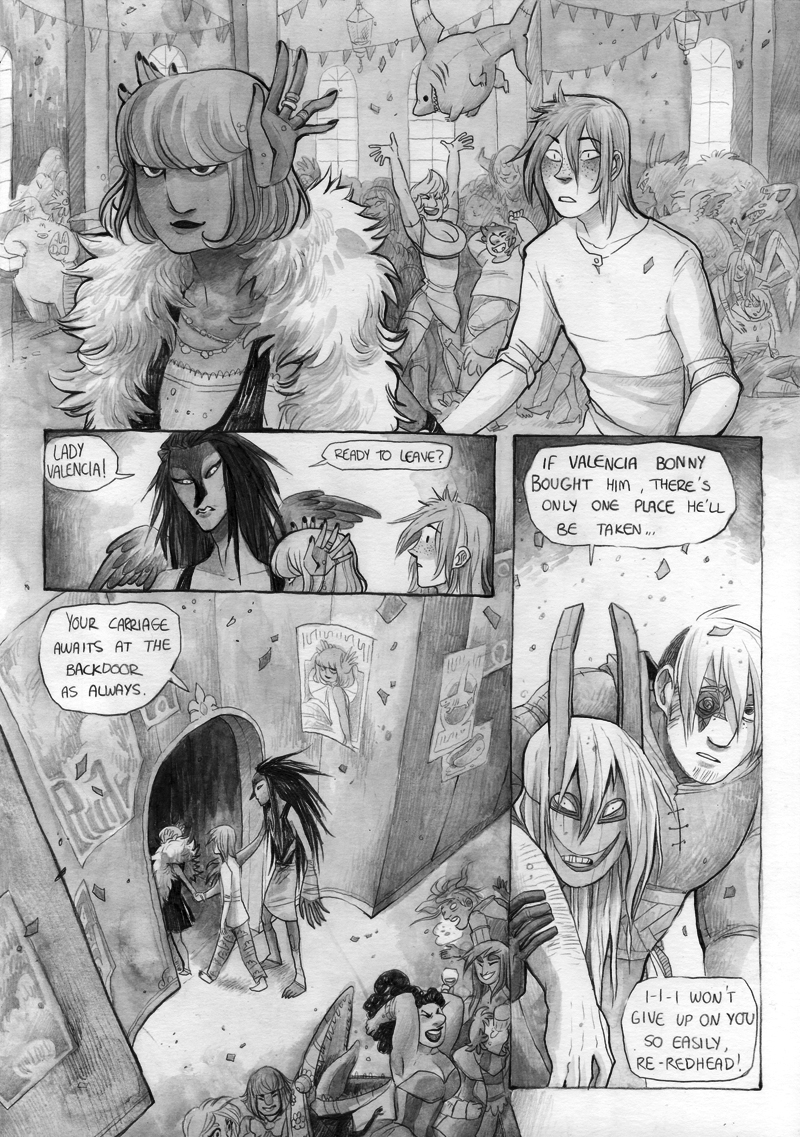 LADY
VALENCIA!
READY TO LEAVE?
IF VALENCIA BONNY
BOUGHT HIM, THERE'S
ONLY ONE PLACE HE'LL
BE TAKEN...
YOUR CARRIAGE
AWAITS AT THE
BACKDOOR
AS ALWAYS.
I-I-I WON'T
GIVE UP ON YOU
SO EASILY,
RE-REDHEAD!